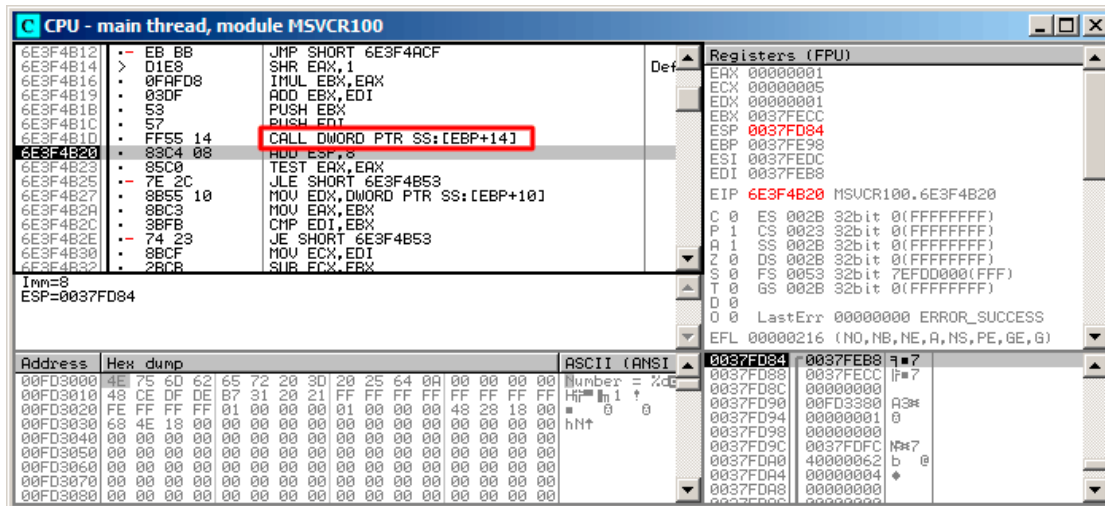 CPU - main thread, module MSVCR100
6E3F4B12 EB BB JMP SHORT 6E3F4ACF
6E3F4B14 > D1E8 SHR EAX,1 Def
6E3F4B16 0FAFD8 IMUL EBX,EAX
6E3F4B19 03DF ADD EBX,EDI
6E3F4B1B 53 PUSH EBX
6E3F4B1C 57 PUSH EDI
6E3F4B1D FF55 14 CALL DWORD PTR SS:[EBP+14]
6E3F4B20 83C4 08 ADD ESP,8
6E3F4B23 85C0 TEST EAX,EAX
6E3F4B25 7E 2C JLE SHORT 6E3F4B53
6E3F4B27 8B55 10 MOV EDX,DWORD PTR SS:[EBP+10]
6E3F4B2A 8BC3 MOV EAX,EBX
6E3F4B2C 3BFB CMP EDI,EBX
6E3F4B2E 74 23 JE SHORT 6E3F4B53
6E3F4B30 8BCF MOV ECX,EDI
6E3F4B32 2BCB SUB ECX,EBX
Imm=8
ESP=0037FD84
Registers (FPU)
EAX 00000001
ECX 00000005
EDX 00000001
EBX 0037FECC
ESP 0037FD84
EBP 0037FE98
ESI 0037FEDC
EDI 0037FEB8
EIP 6E3F4B20 MSVCR100.6E3F4B20
C 0 ES 002B 32bit 0(FFFFFFFF)
P 1 CS 0023 32bit 0(FFFFFFFF)
A 1 SS 002B 32bit 0(FFFFFFFF)
Z 0 DS 002B 32bit 0(FFFFFFFF)
S 0 FS 0053 32bit 7EFDD000(FFF)
T 0 GS 002B 32bit 0(FFFFFFFF)
D 0
O 0 LastErr 00000000 ERROR_SUCCESS
EFL 00000216 (NO,NB,NE,A,NS,PE,GE,G)
Address Hex dump ASCII (ANSI
00FD3000 4E 75 6D 62 65 72 20 3D 20 25 64 0A 00 00 00 00 Number = %d
00FD3010 48 CE DF DE B7 31 20 21 FF FF FF FF FF FF FF FF
00FD3020 FE FF FF FF 01 00 00 00 01 00 00 00 48 28 18 00
00FD3030 68 4E 18 00 00 00 00 00 00 00 00 00 00 00 00 00 hN↑
00FD3040 00 00 00 00 00 00 00 00 00 00 00 00 00 00 00 00
00FD3050 00 00 00 00 00 00 00 00 00 00 00 00 00 00 00 00
00FD3060 00 00 00 00 00 00 00 00 00 00 00 00 00 00 00 00
00FD3070 00 00 00 00 00 00 00 00 00 00 00 00 00 00 00 00
00FD3080 00 00 00 00 00 00 00 00 00 00 00 00 00 00 00 00
0037FD84 0037FEB8
0037FD88 0037FECC
0037FD8C 00000000
0037FD90 00FD3380
0037FD94 00000001
0037FD98 00000000
0037FD9C 0037FDFC
0037FDA0 40000062 b @
0037FDA4 00000004 ♦
0037FDA8 00000000